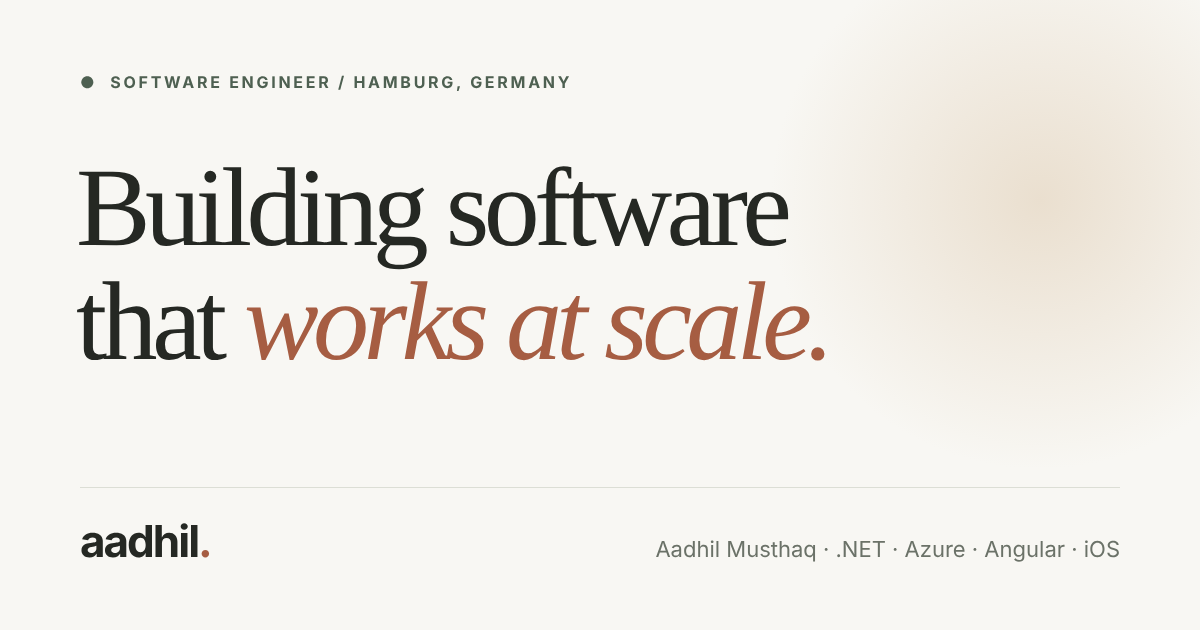 SOFTWARE ENGINEER / HAMBURG, GERMANY
Building software
that works at scale.
aadhil.
Aadhil Musthaq · .NET · Azure · Angular · iOS